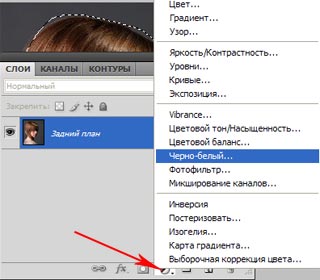 Цвет...
Градиент...
Узор...
Яркость/Контрастность...
Уровни...
Кривые...
Экспозиция...
СЛОИ КАНАЛЫ КОНТУРЫ
Нормальный
Закрепить:
Задний план
Vibrance...
Цветовой тон/Насыщенность...
Цветовой баланс...
Черно-белый...
Фотофильтр...
Микширование каналов...
Инверсия
Постеризовать...
Изогелия...
Карта градиента...
Выборочная коррекция цвета...
fx